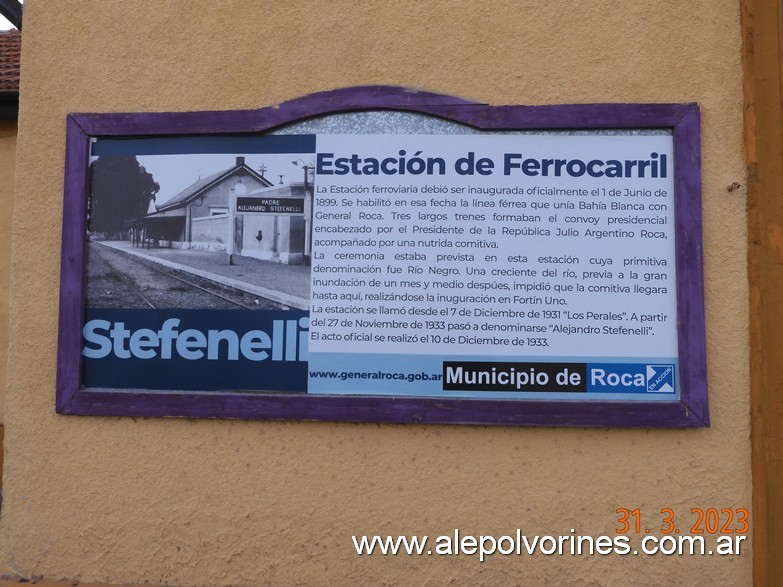 Estación de Ferrocarril
La Estación ferroviaria debió ser inaugurada oficialmente el 1 de Junio de
1899. Se habilitó en esa fecha la línea férrea que unía Bahía Blanca con
General Roca. Tres largos trenes formaban el convoy presidencial
encabezado por el Presidente de la República Julio Argentino Roca,
acompañado por una nutrida comitiva.
La ceremonia estaba prevista en esta estación cuya primitiva
denominación fue Río Negro. Una creciente del río, previa a la gran
inundación de un mes y medio despúes, impidió que la comitiva llegara
hasta aquí, realizándose la inguración en Fortín Uno.
La estación se llamó desde el 7 de Diciembre de 1931 “Los Perales”. A partir
del 27 de Noviembre de 1933 pasó a denominarse “Alejandro Stefenelli”.
El acto oficial se realizó el 10 de Diciembre de 1933.
PADRE
ALEJANDRO STEFENELLI
Stefenelli
www.generalroca.gob.ar
Municipio de Roca
EN ACCION
31. 3. 2023
www.alepolvorines.com.ar